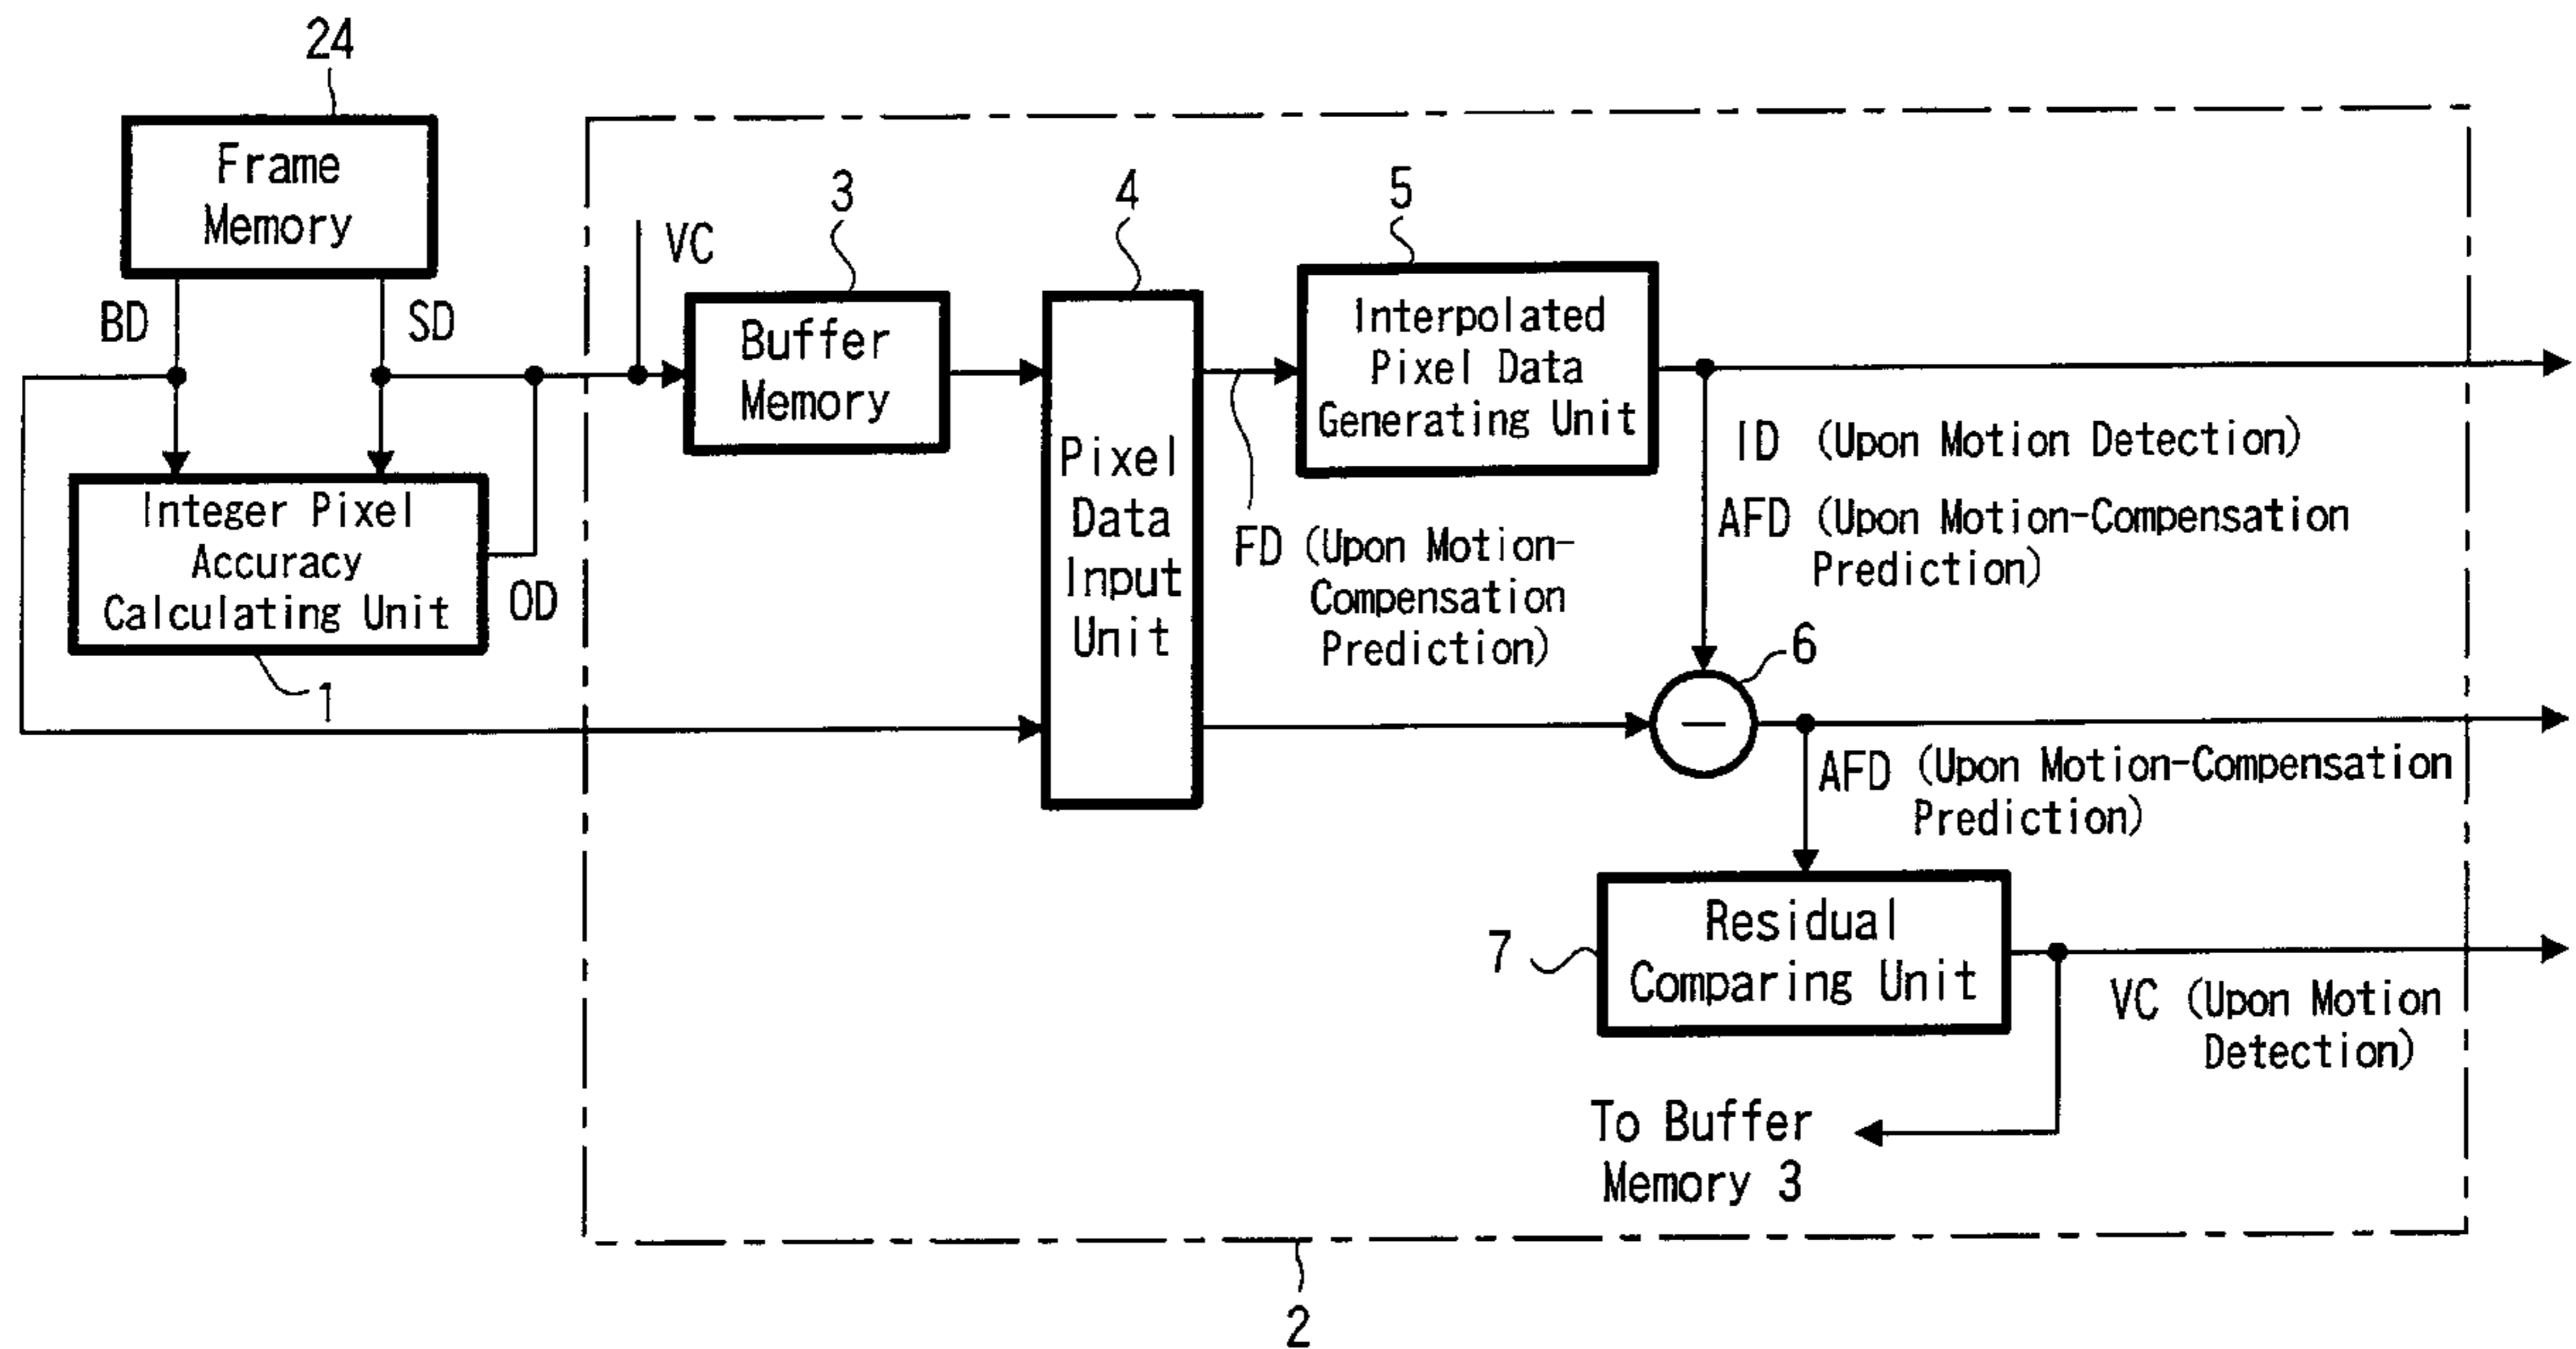 24
Frame
Memory
BD
SD
VC
3
Buffer
Memory
4
Pixel
Data
Input
Unit
5
Interpolated
Pixel Data
Generating Unit
Integer Pixel
Accuracy
Calculating Unit
OD
1
FD (Upon Motion-
Compensation
Prediction)
ID (Upon Motion Detection)
AFD (Upon Motion-Compensation
Prediction)
6
−
AFD (Upon Motion-Compensation
Prediction)
7
Residual
Comparing Unit
VC (Upon Motion
Detection)
To Buffer
Memory 3
2